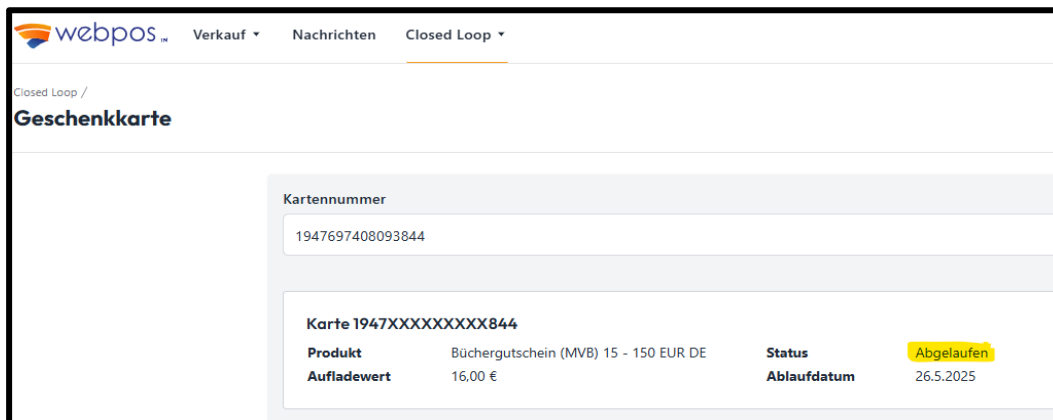 webpos™ Verkauf Nachrichten Closed Loop
Closed Loop /
Geschenkkarte
Kartennummer
1947697408093844
Karte 1947XXXXXXXXX844
Produkt Büchergutschein (MVB) 15 - 150 EUR DE Status Abgelaufen
Aufladewert 16,00 € Ablaufdatum 26.5.2025